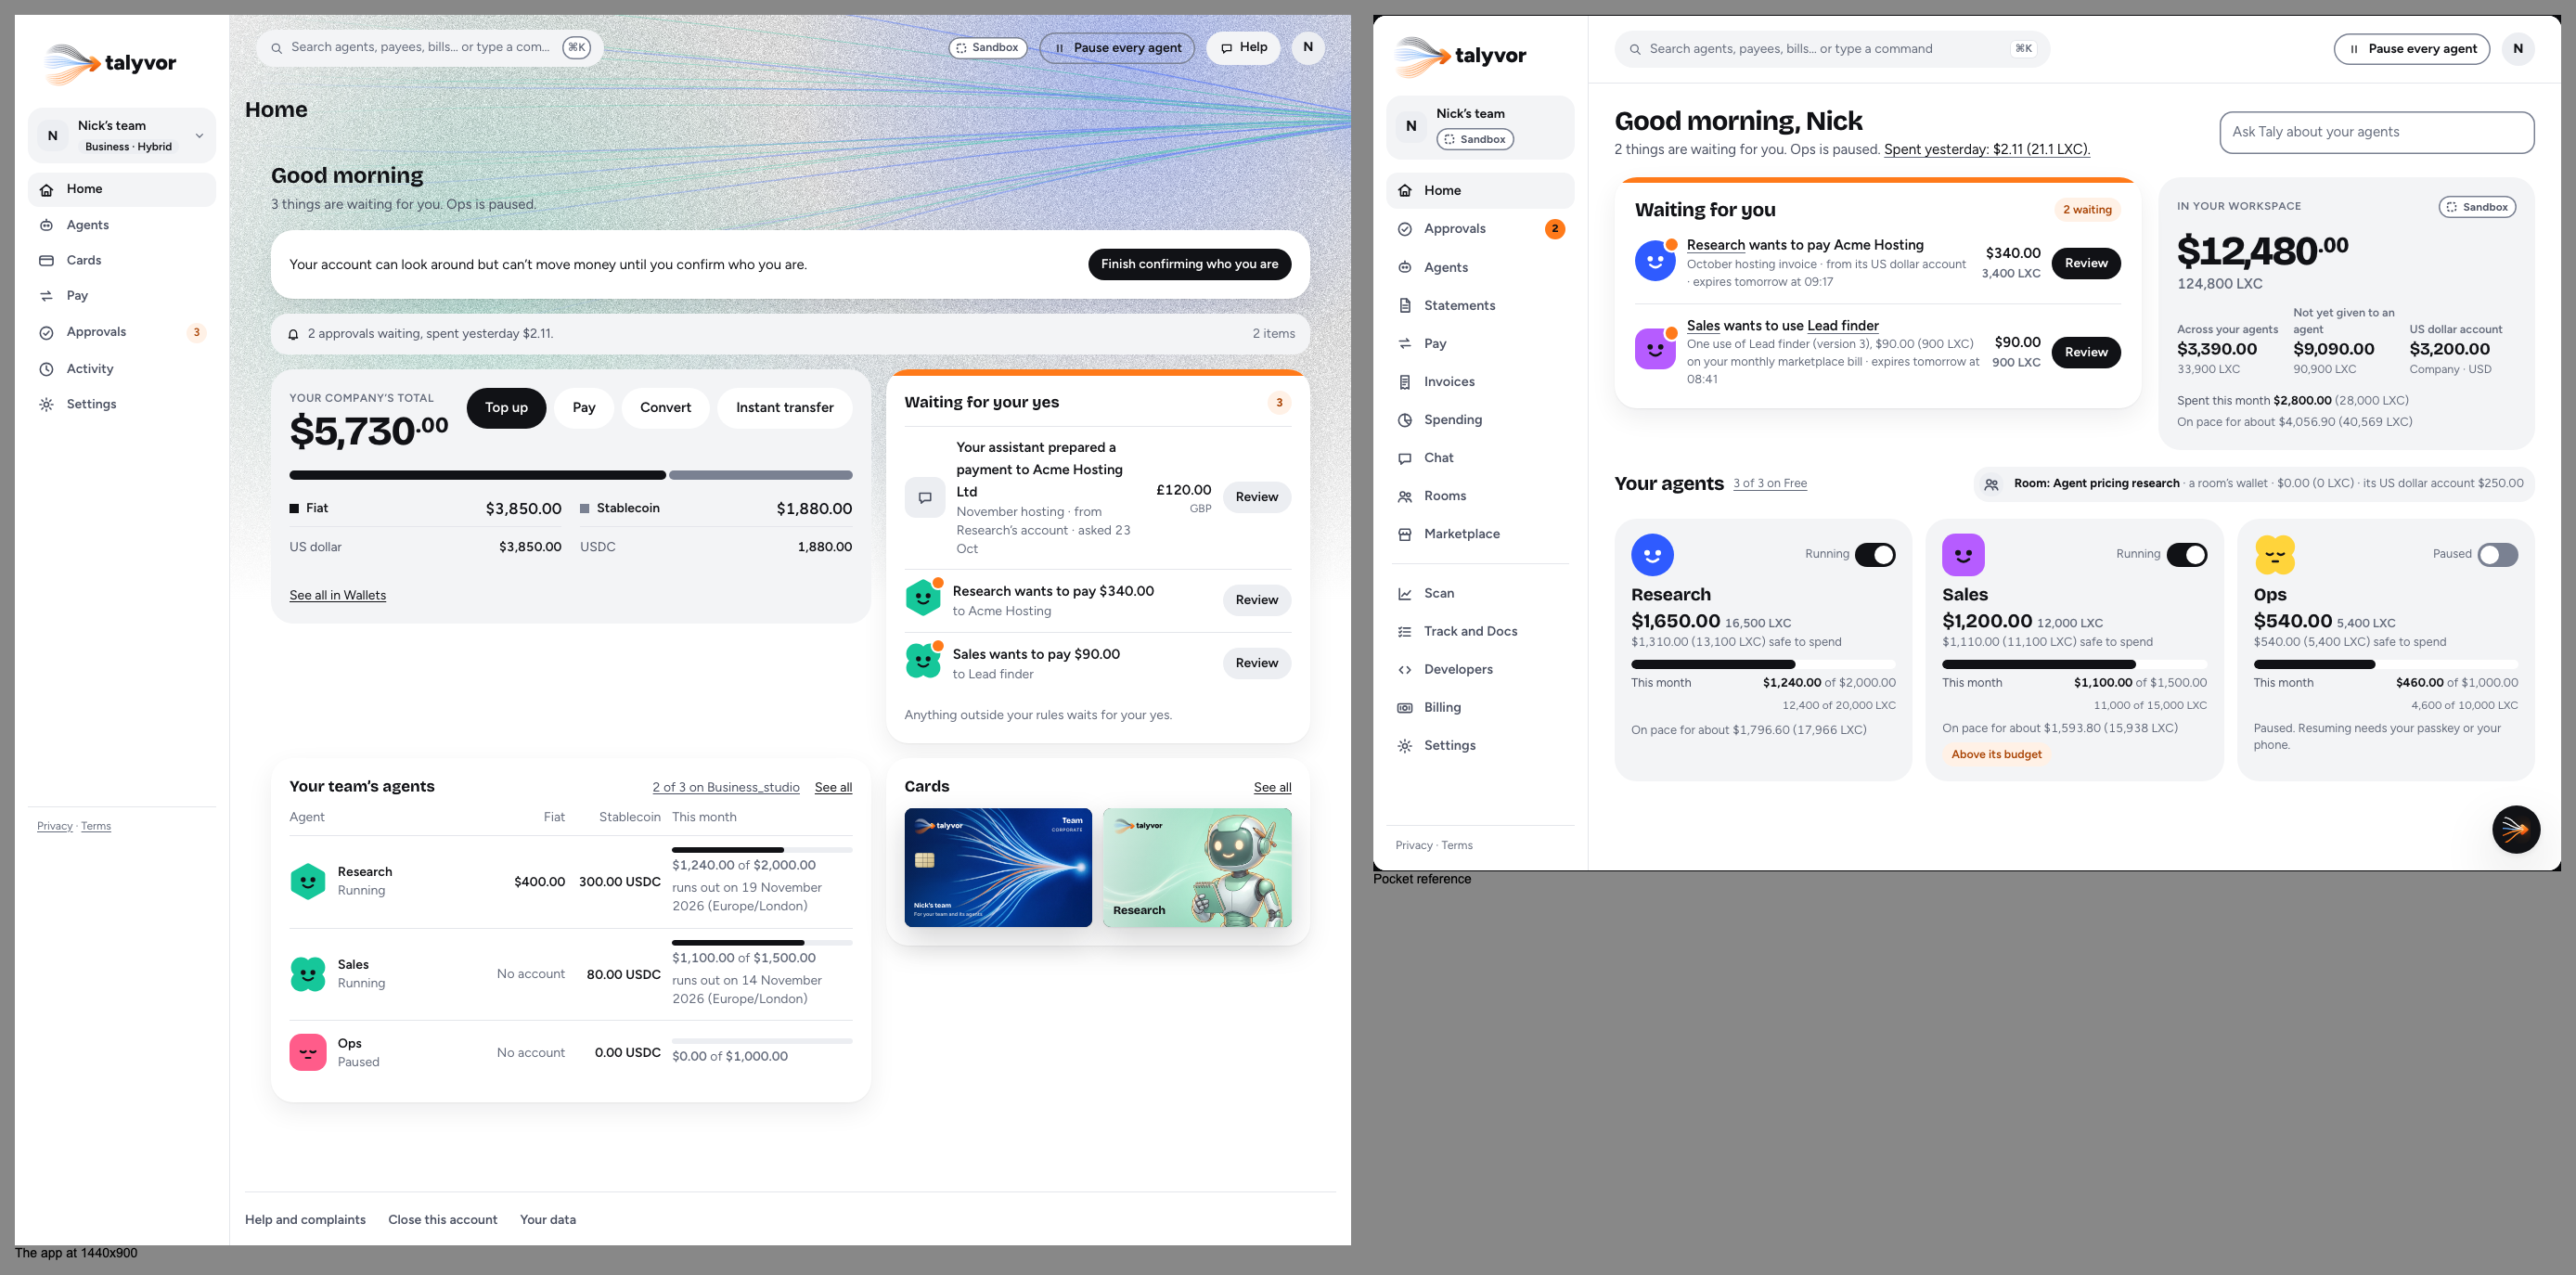 talyvor
Search agents, payees, bills... or type a com...
⌘K
Sandbox
Pause every agent
Help
N
N
Nick's team
Business · Hybrid
Home
Agents
Cards
Pay
Approvals
3
Activity
Settings
Privacy · Terms
Home
Good morning
3 things are waiting for you. Ops is paused.
Your account can look around but can't move money until you confirm who you are.
Finish confirming who you are
2 approvals waiting, spent yesterday $2.11.
2 items
YOUR COMPANY'S TOTAL
$5,730.00
Top up
Pay
Convert
Instant transfer
Fiat
$3,850.00
Stablecoin
$1,880.00
US dollar
$3,850.00
USDC
1,880.00
See all in Wallets
Waiting for your yes
3
Your assistant prepared a
payment to Acme Hosting
Ltd
November hosting · from
Research's account · asked 23
Oct
£120.00
GBP
Review
Research wants to pay $340.00
to Acme Hosting
Review
Sales wants to pay $90.00
to Lead finder
Review
Anything outside your rules waits for your yes.
Your team's agents
2 of 3 on Business_studio
See all
Agent
Fiat
Stablecoin
This month
Research
Running
$400.00
300.00 USDC
$1,240.00 of $2,000.00
runs out on 19 November
2026 (Europe/London)
Sales
Running
No account
80.00 USDC
$1,100.00 of $1,500.00
runs out on 14 November
2026 (Europe/London)
Ops
Paused
No account
0.00 USDC
$0.00 of $1,000.00
Cards
See all
talyvor
Team
CORPORATE
Nick's team
For your team and its agents
talyvor
Research
Help and complaints
Close this account
Your data
The app at 1440x900
talyvor
Search agents, payees, bills... or type a command
⌘K
Pause every agent
N
N
Nick's team
Sandbox
Home
Approvals
2
Agents
Statements
Pay
Invoices
Spending
Chat
Rooms
Marketplace
Scan
Track and Docs
Developers
Billing
Settings
Privacy · Terms
Good morning, Nick
2 things are waiting for you. Ops is paused. Spent yesterday: $2.11 (21.1 LXC).
Ask Taly about your agents
Waiting for you
2 waiting
Research wants to pay Acme Hosting
October hosting invoice · from its US dollar account
· expires tomorrow at 09:17
$340.00
3,400 LXC
Review
Sales wants to use Lead finder
One use of Lead finder (version 3), $90.00 (900 LXC)
on your monthly marketplace bill · expires tomorrow at
08:41
$90.00
900 LXC
Review
IN YOUR WORKSPACE
Sandbox
$12,480.00
124,800 LXC
Across your agents
$3,390.00
33,900 LXC
Not yet given to an
agent
$9,090.00
90,900 LXC
US dollar account
$3,200.00
Company · USD
Spent this month $2,800.00 (28,000 LXC)
On pace for about $4,056.90 (40,569 LXC)
Your agents
3 of 3 on Free
Room: Agent pricing research · a room's wallet · $0.00 (0 LXC) · its US dollar account $250.00
Running
Research
$1,650.00 16,500 LXC
$1,310.00 (13,100 LXC) safe to spend
This month
$1,240.00 of $2,000.00
12,400 of 20,000 LXC
On pace for about $1,796.60 (17,966 LXC)
Running
Sales
$1,200.00 12,000 LXC
$1,110.00 (11,100 LXC) safe to spend
This month
$1,100.00 of $1,500.00
11,000 of 15,000 LXC
On pace for about $1,593.80 (15,938 LXC)
Above its budget
Paused
Ops
$540.00 5,400 LXC
$540.00 (5,400 LXC) safe to spend
This month
$460.00 of $1,000.00
4,600 of 10,000 LXC
Paused. Resuming needs your passkey or your
phone.
Pocket reference